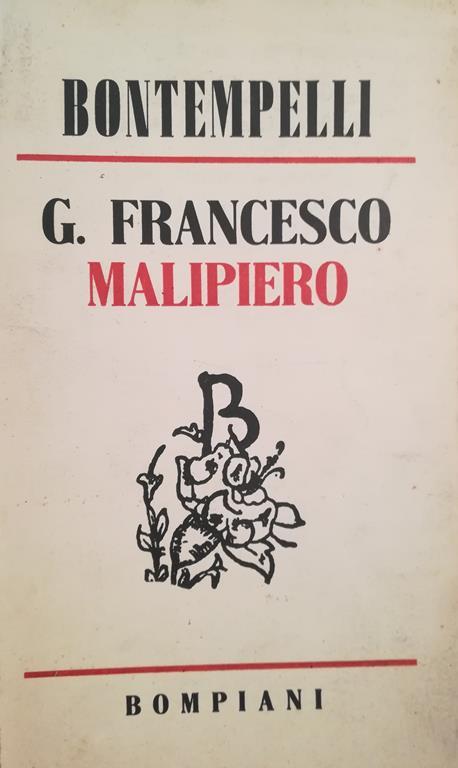 BONTEMPELLI
G. FRANCESCO
MALIPIERO
B
BOMPIANI